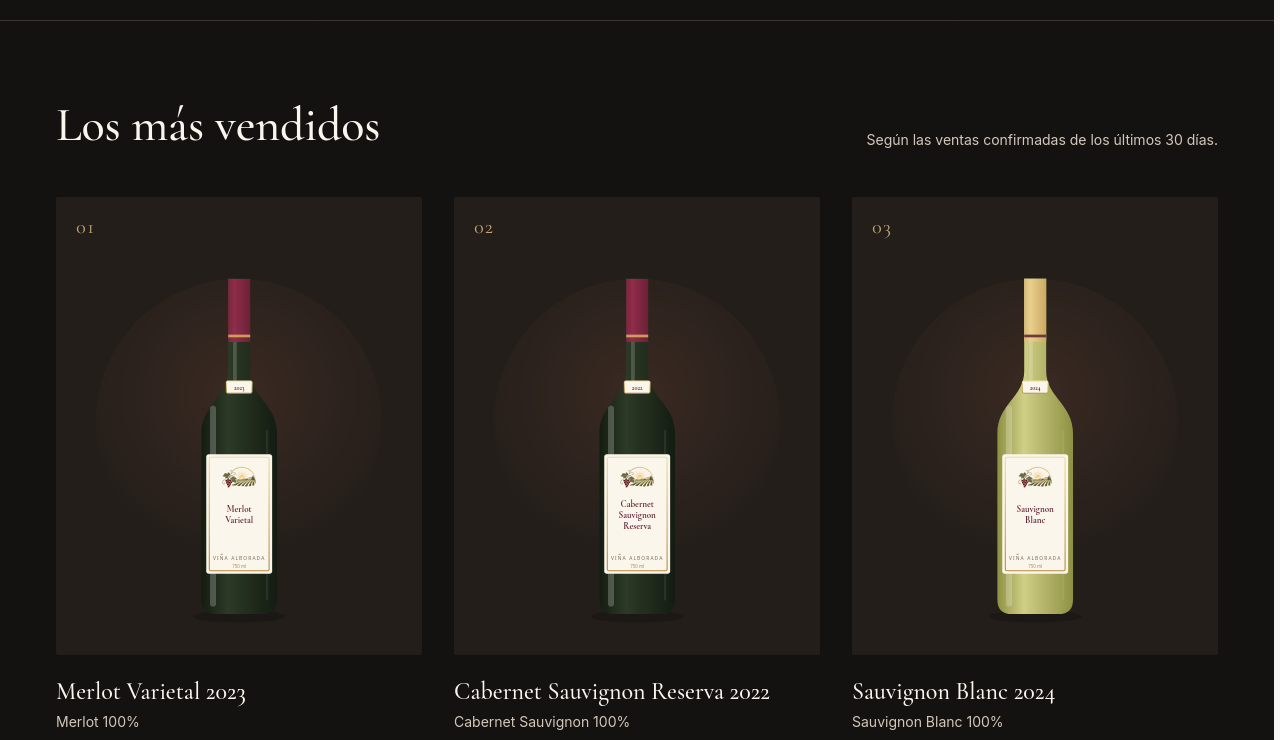 Los más vendidos
Según las ventas confirmadas de los últimos 30 días.
01
02
03
2023
2022
2024
Merlot
Varietal
VIÑA ALBORADA
750 ml
Cabernet
Sauvignon
Reserva
VIÑA ALBORADA
750 ml
Sauvignon
Blanc
VIÑA ALBORADA
750 ml
Merlot Varietal 2023
Cabernet Sauvignon Reserva 2022
Sauvignon Blanc 2024
Merlot 100%
Cabernet Sauvignon 100%
Sauvignon Blanc 100%